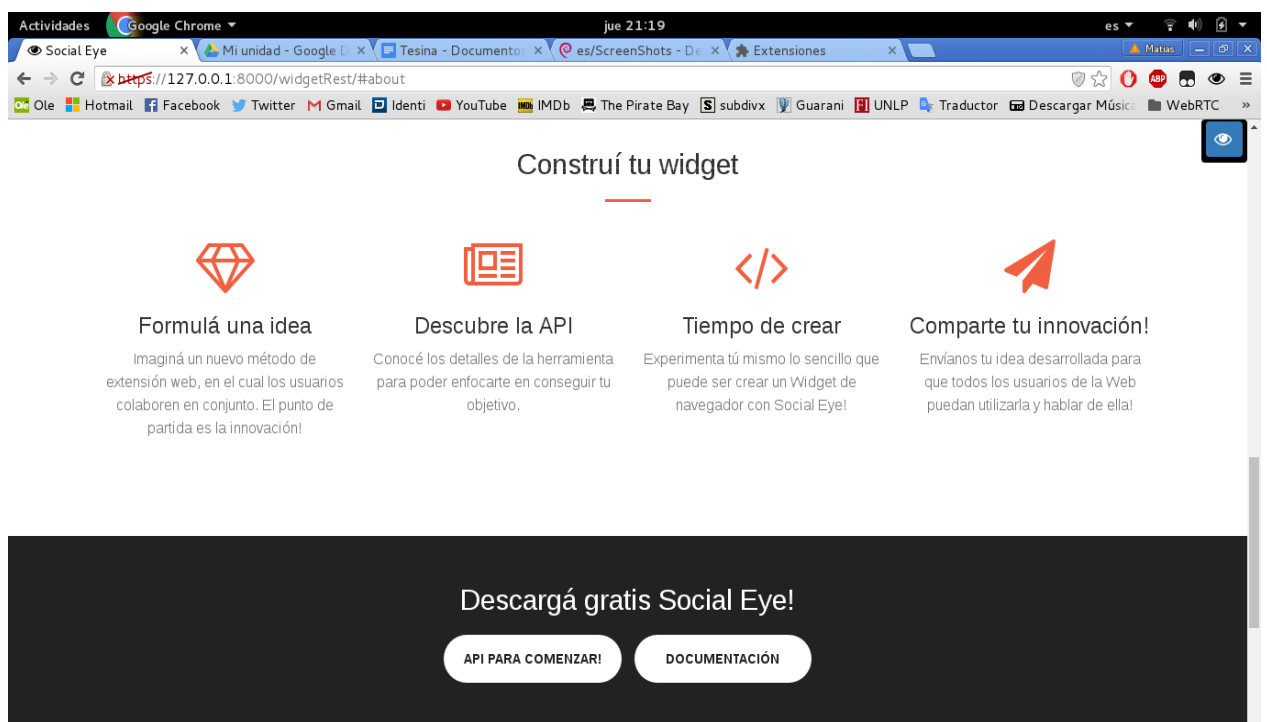 Actividades Google Chrome jue 21:19 es
Social Eye Mi unidad - Google D Tesina - Documentos es/ScreenShots - De Extensiones Matias
https://127.0.0.1:8000/widgetRest/#about ABP
Ole Hotmail Facebook Twitter Gmail Identi YouTube IMDb The Pirate Bay subdivx Guarani UNLP Traductor Descargar Música WebRTC »
Construí tu widget
Formulá una idea
Imaginá un nuevo método de
extensión web, en el cual los usuarios
colaboren en conjunto. El punto de
partida es la innovación!
Descubre la API
Conocé los detalles de la herramienta
para poder enfocarte en conseguir tu
objetivo.
Tiempo de crear
Experimenta tú mismo lo sencillo que
puede ser crear un Widget de
navegador con Social Eye!
Comparte tu innovación!
Envíanos tu idea desarrollada para
que todos los usuarios de la Web
puedan utilizarla y hablar de ella!
Descargá gratis Social Eye!
API PARA COMENZAR! DOCUMENTACIÓN